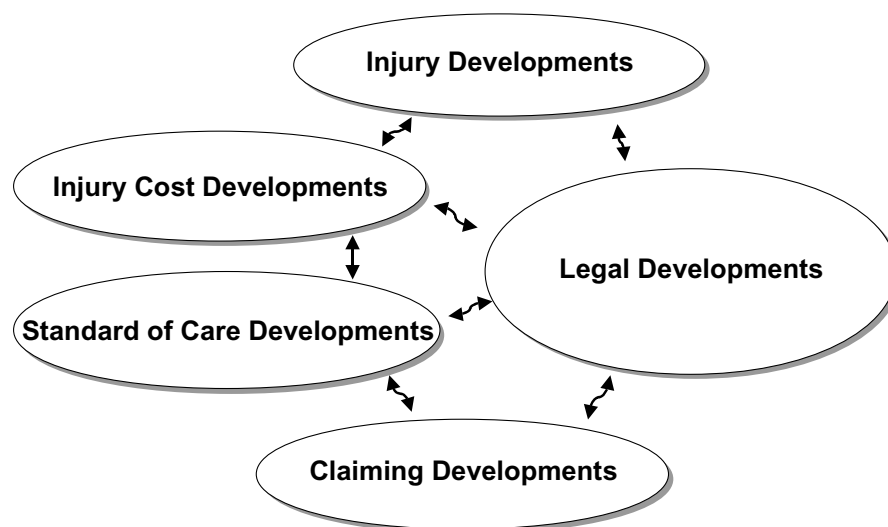 Injury Developments
Injury Cost Developments
Legal Developments
Standard of Care Developments
Claiming Developments